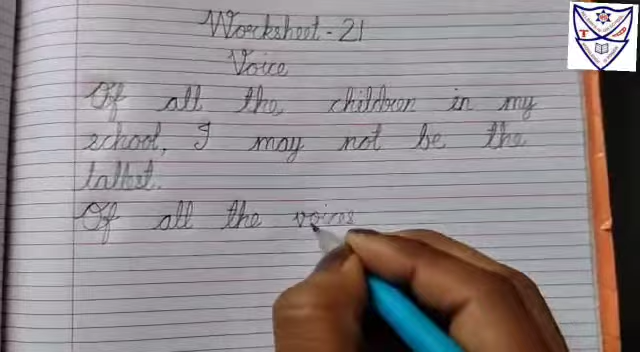 Worksheet - 21
Voice
Of all the children in my
school, I may not be the
tallest.
Of all the voices